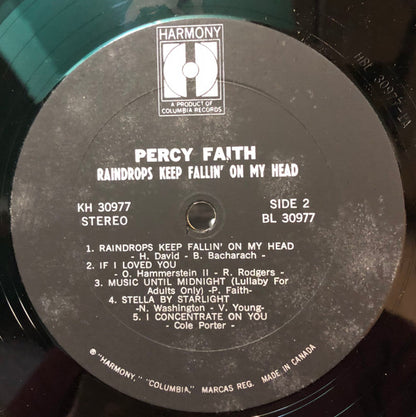 HARMONY
H
A PRODUCT OF
COLUMBIA RECORDS
PERCY FAITH
RAINDROPS KEEP FALLIN' ON MY HEAD
KH 30977 SIDE 2
STEREO BL 30977
1. RAINDROPS KEEP FALLIN' ON MY HEAD
- H. David - B. Bacharach -
2. IF I LOVED YOU
- O. Hammerstein II - R. Rodgers -
3. MUSIC UNTIL MIDNIGHT (Lullaby For
Adults Only) -P. Faith-
4. STELLA BY STARLIGHT
-N. Washington - V. Young-
5. I CONCENTRATE ON YOU
- Cole Porter -
℗ "HARMONY," "COLUMBIA," MARCAS REG. MADE IN CANADA